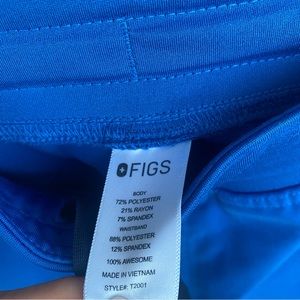 FIGS
BODY
72% POLYESTER
21% RAYON
7% SPANDEX
WAISTBAND
88% POLYESTER
12% SPANDEX
100% AWESOME
MADE IN VIETNAM
STYLE#: T2001